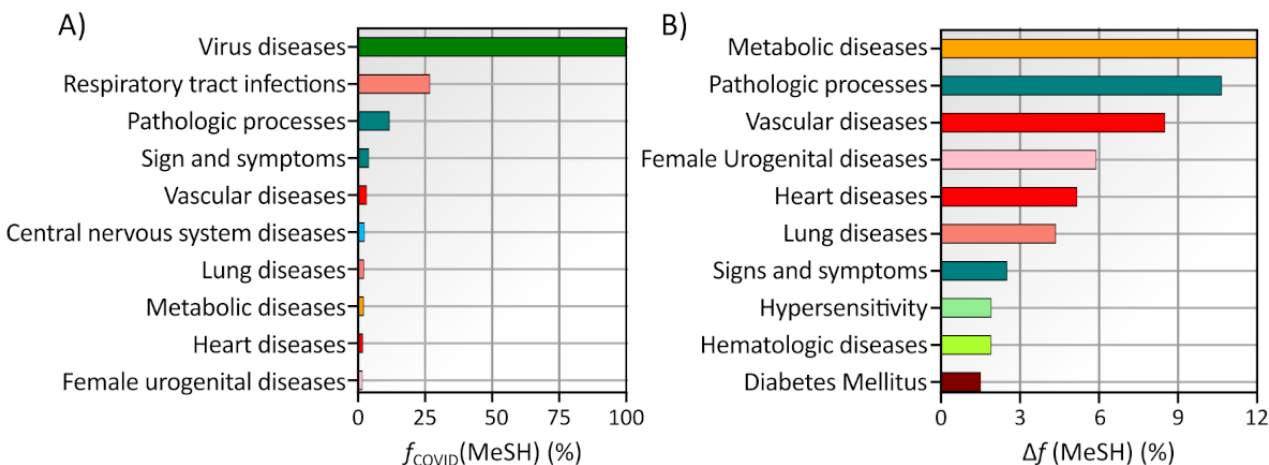 A)
Virus diseases
Respiratory tract infections
Pathologic processes
Sign and symptoms
Vascular diseases
Central nervous system diseases
Lung diseases
Metabolic diseases
Heart diseases
Female urogenital diseases
0 25 50 75 100
fCOVID(MeSH) (%)
B)
Metabolic diseases
Pathologic processes
Vascular diseases
Female Urogenital diseases
Heart diseases
Lung diseases
Signs and symptoms
Hypersensitivity
Hematologic diseases
Diabetes Mellitus
0 3 6 9 12
Δf (MeSH) (%)